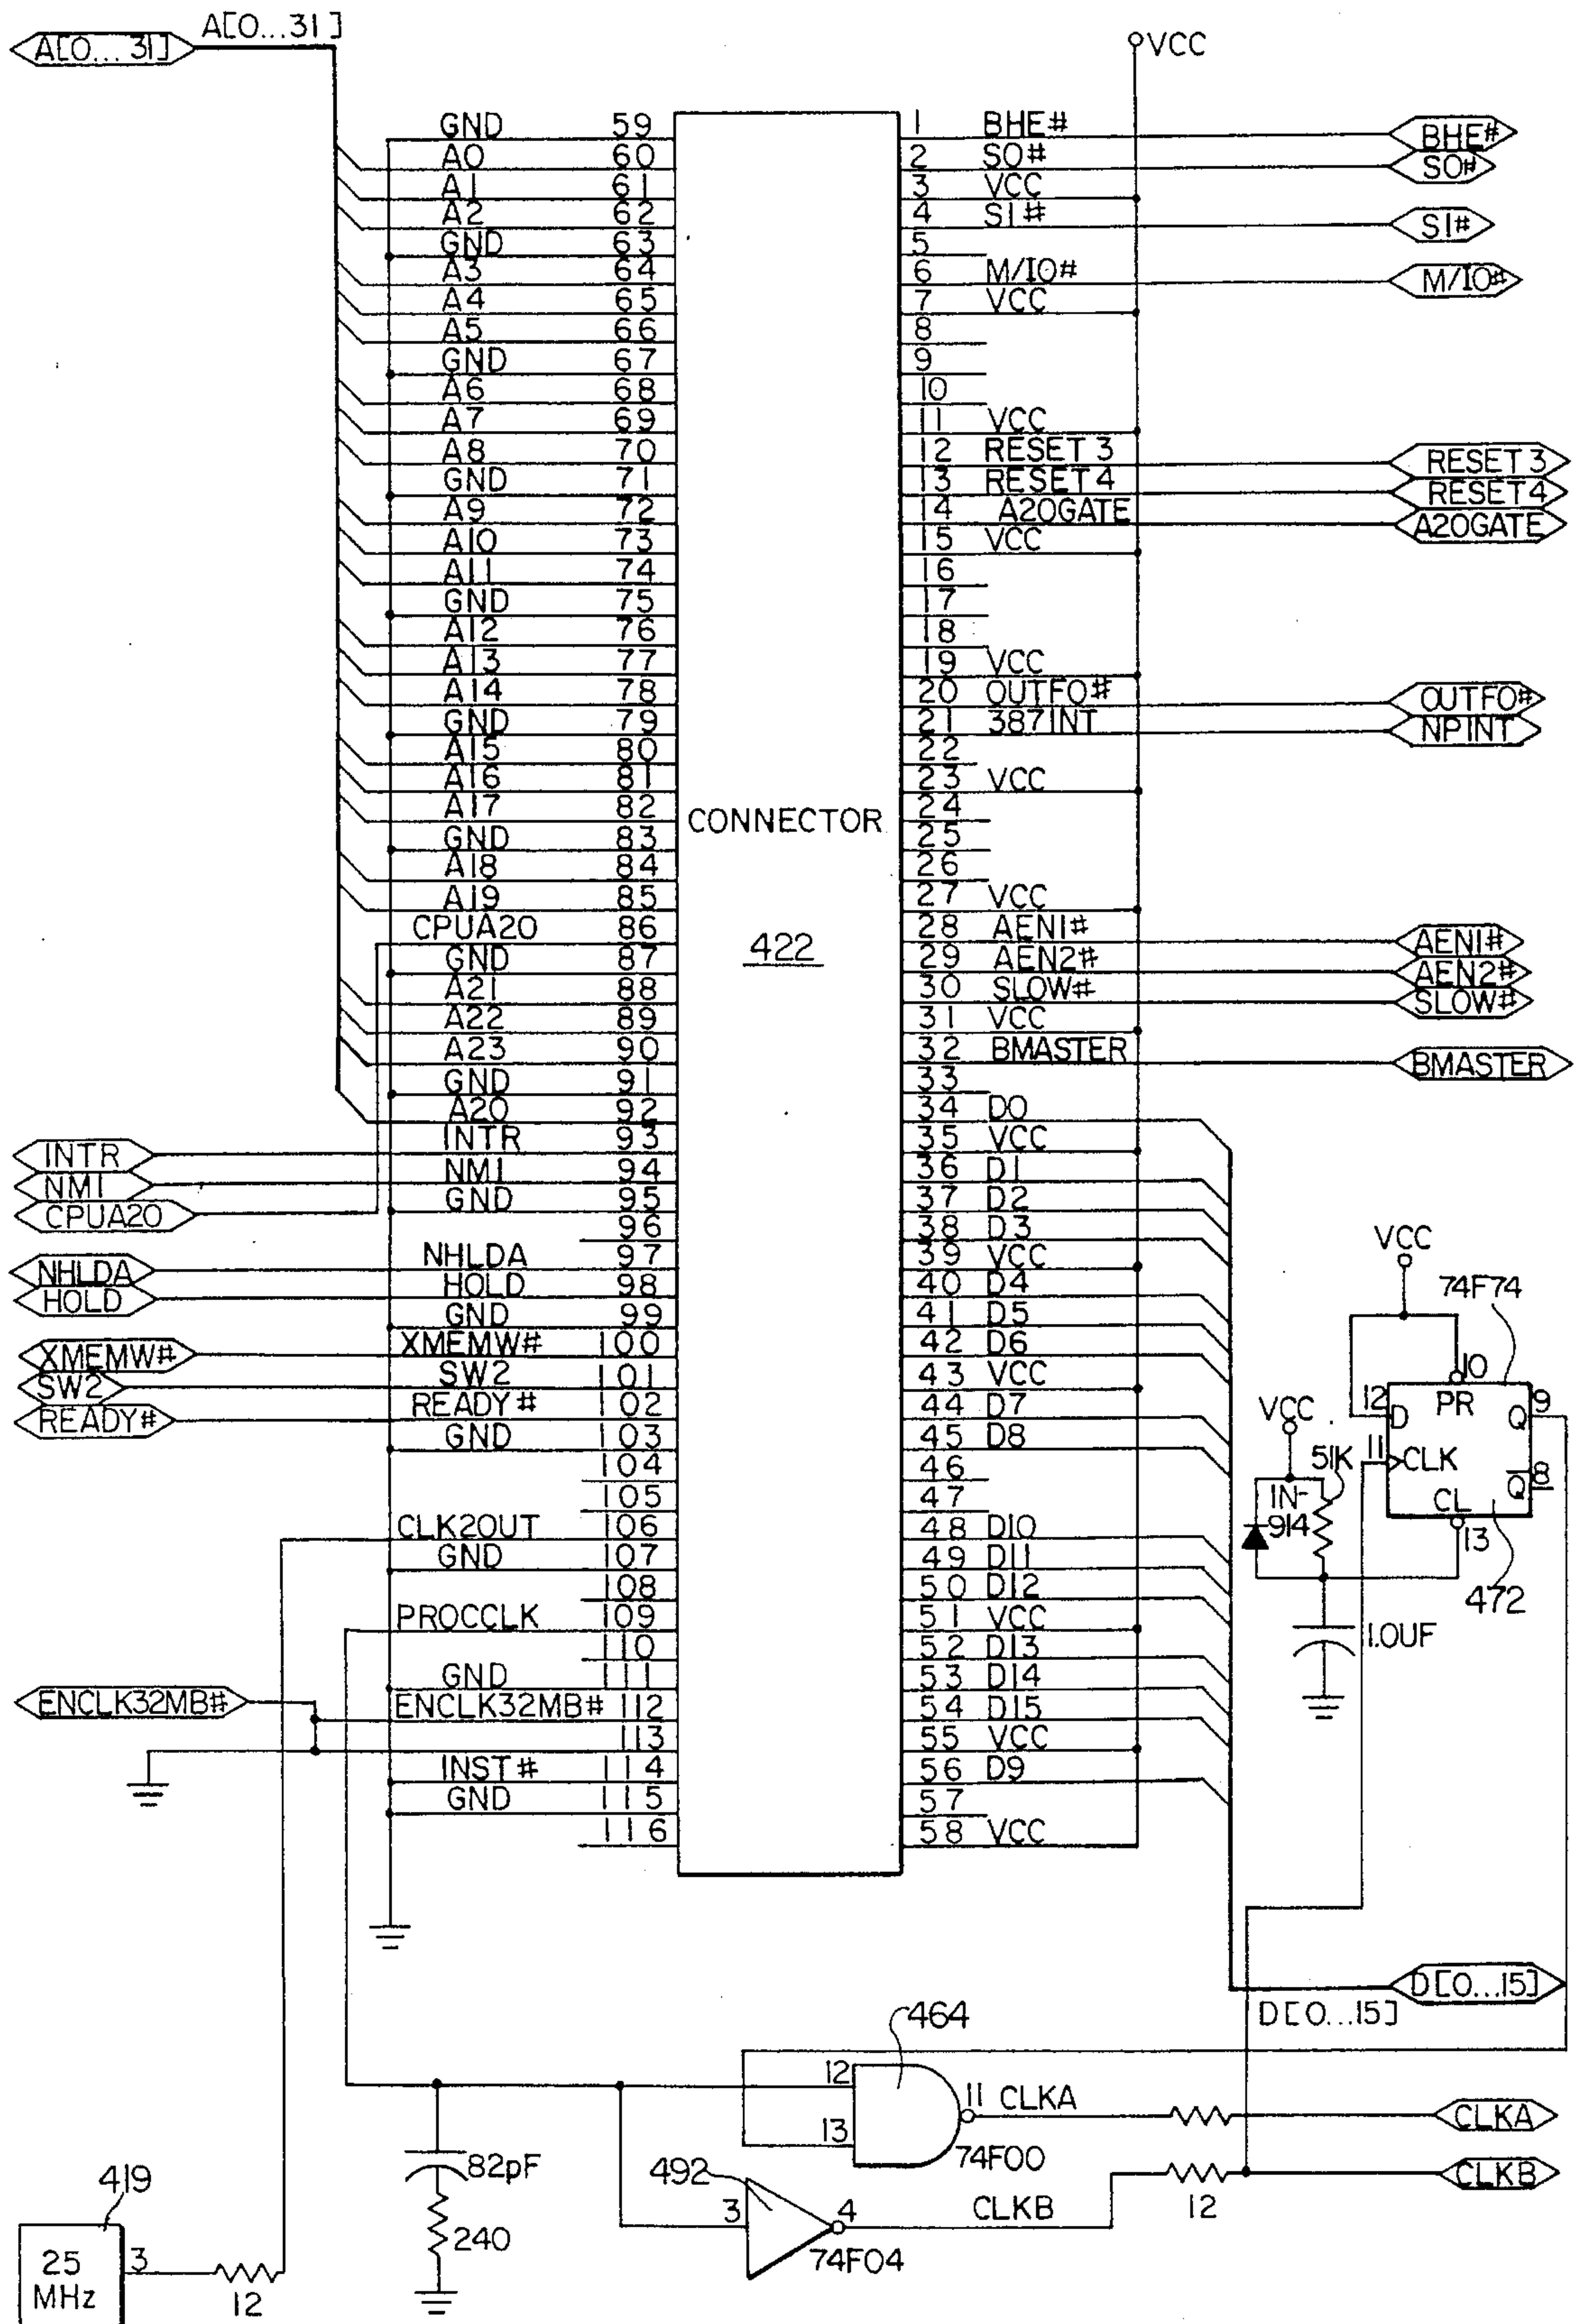 A[0...31] A[0...31] VCC
GND 59 1 BHE# BHE#
A0 60 2 S0# S0#
A1 61 3 VCC
A2 62 4 S1# S1#
GND 63 5
A3 64 6 M/IO# M/IO#
A4 65 7 VCC
A5 66 8
GND 67 9
A6 68 10
A7 69 11 VCC
A8 70 12 RESET 3 RESET 3
GND 71 13 RESET 4 RESET 4
A9 72 14 A20GATE A20GATE
A10 73 15 VCC
A11 74 16
GND 75 17
A12 76 18
A13 77 19 VCC
A14 78 20 OUTF0# OUTF0#
GND 79 21 387INT NPINT
A15 80 22
A16 81 23 VCC
A17 82 24
CONNECTOR
GND 83 25
A18 84 26
A19 85 27 VCC
CPUA20 86 28 AEN1# AEN1#
422
GND 87 29 AEN2# AEN2#
A21 88 30 SLOW# SLOW#
A22 89 31 VCC
A23 90 32 BMASTER BMASTER
GND 91 33
A20 92 34 D0
INTR INTR 93 35 VCC
NMI NMI 94 36 D1
CPUA20 GND 95 37 D2
96 38 D3
NHLDA NHLDA 97 39 VCC
HOLD HOLD 98 40 D4
GND 99 41 D5
XMEMW# XMEMW# 100 42 D6
SW2 SW2 101 43 VCC
READY# READY# 102 44 D7
GND 103 45 D8
104 46
105 47
CLK2OUT 106 48 D10
GND 107 49 D11
108 50 D12
PROCCLK 109 51 VCC
110 52 D13
GND 111 53 D14
ENCLK32MB# ENCLK32MB# 112 54 D15
113 55 VCC
INST# 114 56 D9
GND 115 57
116 58 VCC
VCC
74F74
10
12 D PR Q 9
VCC
51K
11 CLK
Q 8
1N-
914
CL
13
472
1.0UF
D[0...15]
D[0...15]
464
12
11 CLKA CLKA
13
74F00
82pF
492
CLKB
3 4 CLKB
12
240
74F04
419
25
MHz
3
12